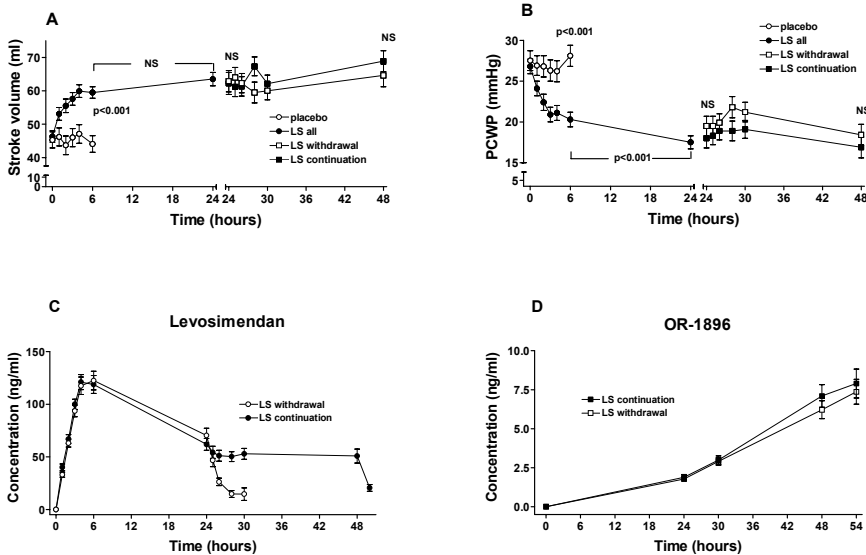 A
Stroke volume (ml)
70
60
50
40
10
0
NS
p<0.001
NS
NS
placebo
LS all
LS withdrawal
LS continuation
0 6 12 18 24 24 30 36 42 48
Time (hours)
B
PCWP (mmHg)
30
25
20
15
5
0
p<0.001
p<0.001
NS
NS
placebo
LS all
LS withdrawal
LS continuation
0 6 12 18 24 24 30 36 42 48
Time (hours)
C
Levosimendan
Concentration (ng/ml)
150
100
50
0
LS withdrawal
LS continuation
0 6 12 18 24 30 36 42 48
Time (hours)
D
OR-1896
Concentration (ng/ml)
10.0
7.5
5.0
2.5
0.0
LS continuation
LS withdrawal
0 6 12 18 24 30 36 42 48 54
Time (hours)